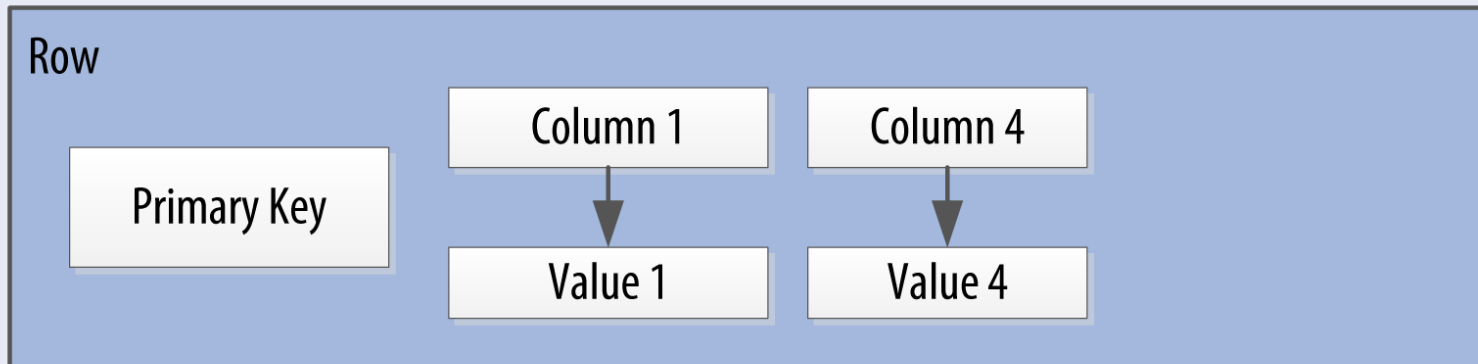 Row
Primary Key
Column 1
Value 1
Column 4
Value 4